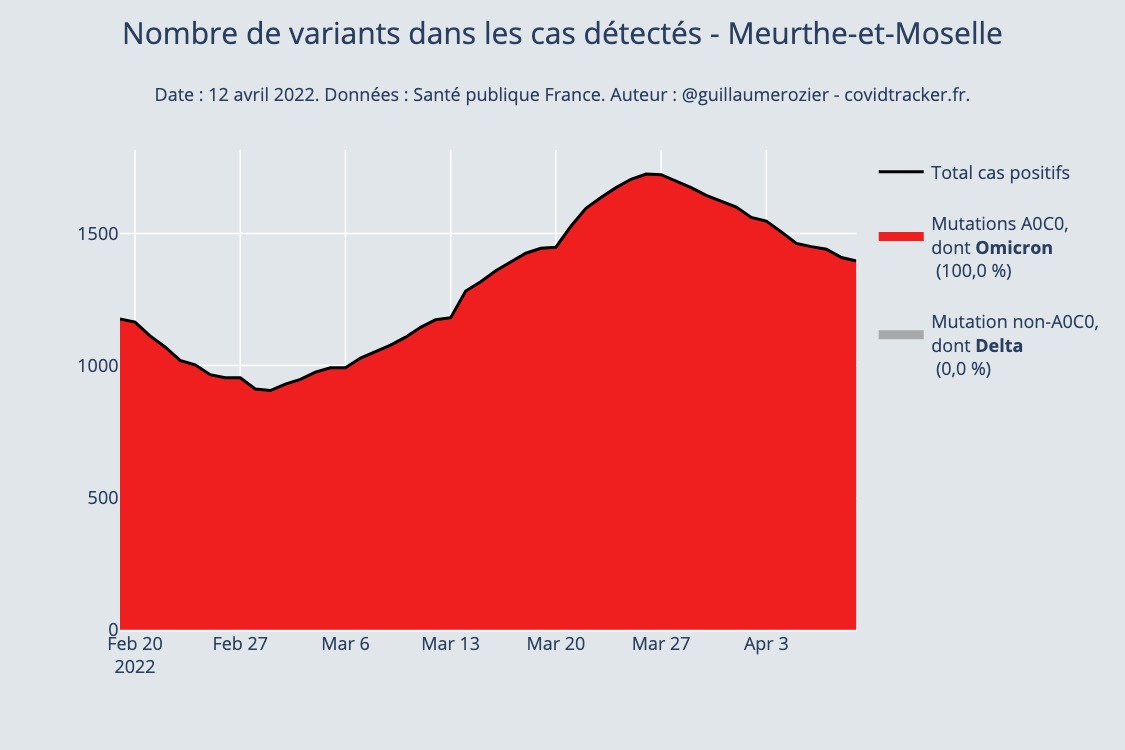 Nombre de variants dans les cas détectés - Meurthe-et-Moselle
Date : 12 avril 2022. Données : Santé publique France. Auteur : @guillaumerozier - covidtracker.fr.
Total cas positifs
Mutations A0C0,
dont Omicron
(100,0 %)
Mutation non-A0C0,
dont Delta
(0,0 %)
1500
1000
500
0
Feb 20
2022
Feb 27
Mar 6
Mar 13
Mar 20
Mar 27
Apr 3